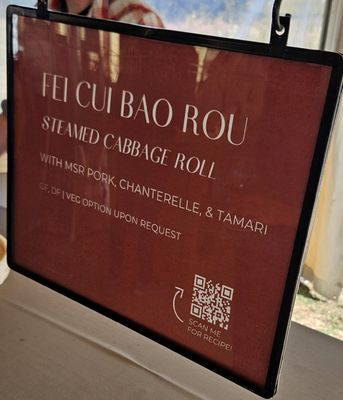 FEI CUI BAO ROU
STEAMED CABBAGE ROLL
WITH MSR PORK, CHANTERELLE, & TAMARI
GF, DF | VEG OPTION UPON REQUEST
SCAN ME
FOR RECIPE!